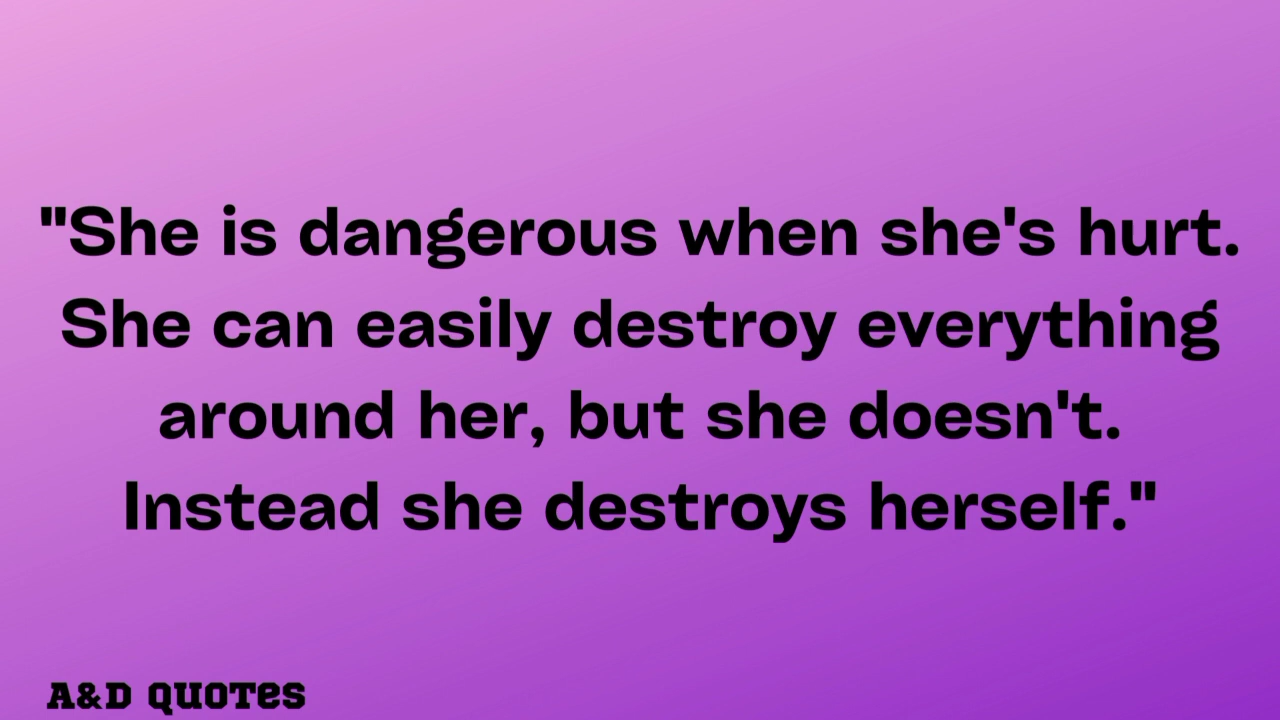 "She is dangerous when she's hurt.
She can easily destroy everything
around her, but she doesn't.
Instead she destroys herself."
A&D QUOTes